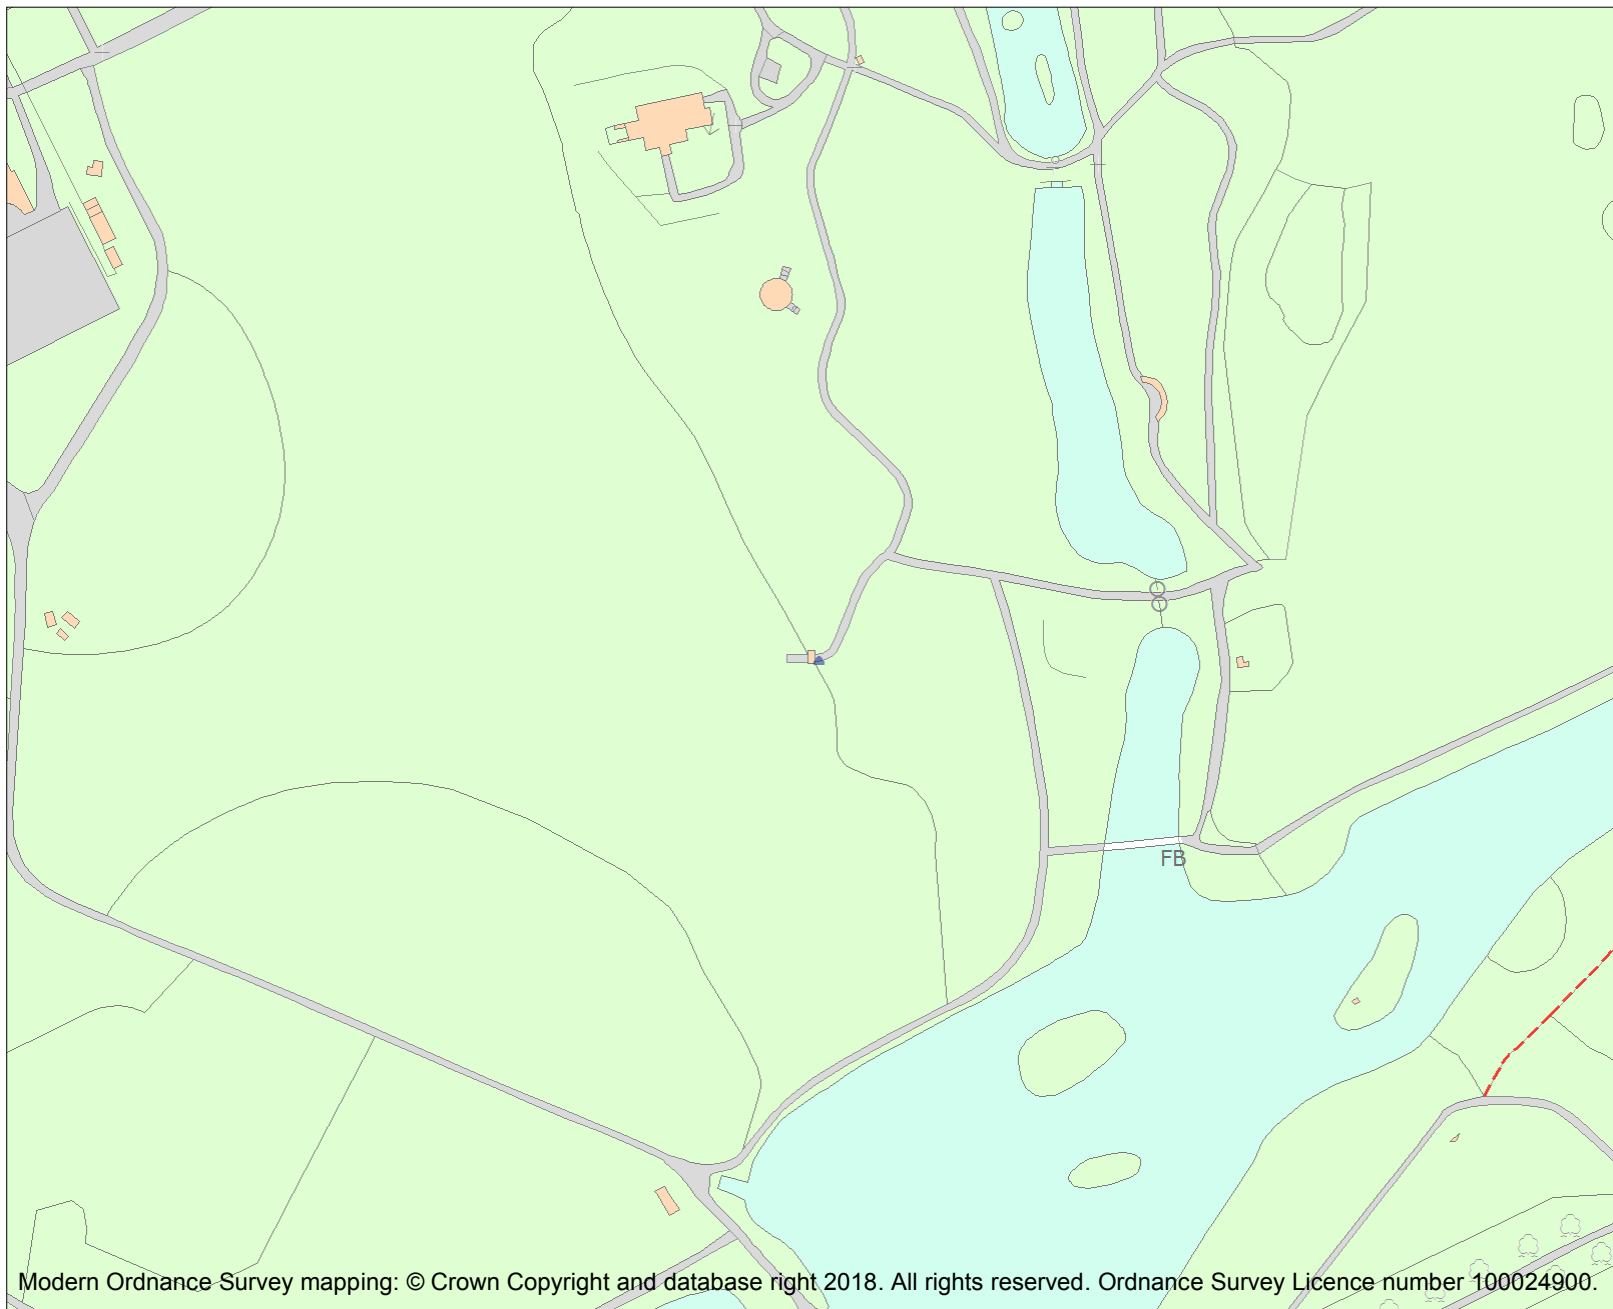 FB
Modern Ordnance Survey mapping: © Crown Copyright and database right 2018. All rights reserved. Ordnance Survey Licence number 100024900.